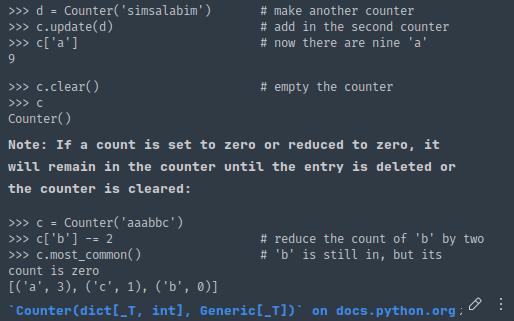 >>> d = Counter('simsalabim')       # make another counter
>>> c.update(d)                     # add in the second counter
>>> c['a']                          # now there are nine 'a'
9
>>> c.clear()                       # empty the counter
>>> c
Counter()
Note: If a count is set to zero or reduced to zero, it
will remain in the counter until the entry is deleted or
the counter is cleared:
>>> c = Counter('aaabbc')
>>> c['b'] -= 2                     # reduce the count of 'b' by two
>>> c.most_common()                 # 'b' is still in, but its
count is zero
[('a', 3), ('c', 1), ('b', 0)]
`Counter(dict[_T, int], Generic[_T])` on docs.python.org